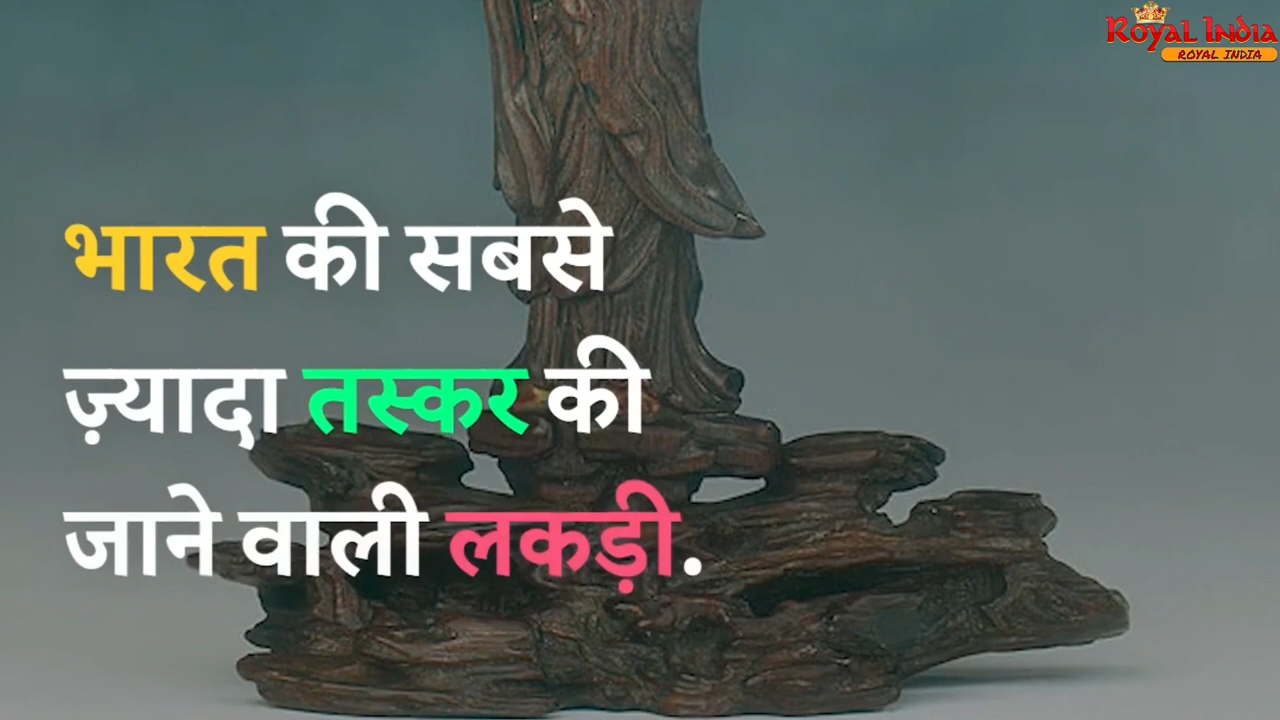 Royal India
ROYAL INDIA
भारत की सबसे
ज़्यादा तस्कर की
जाने वाली लकड़ी.